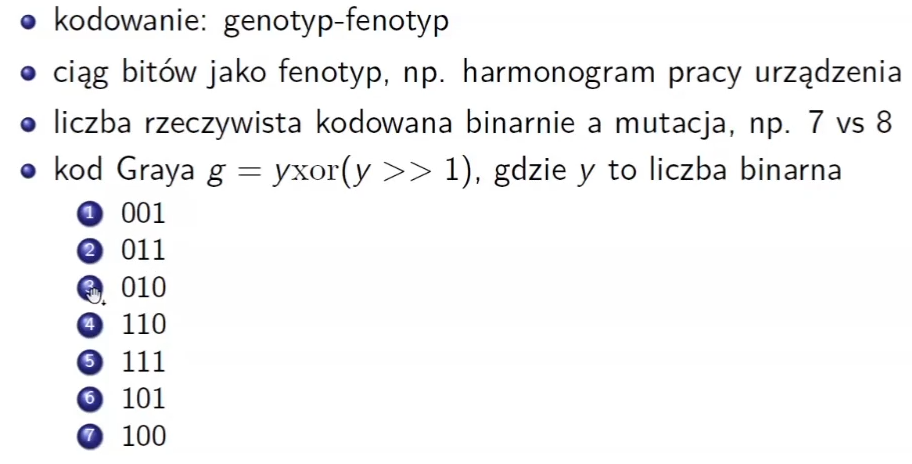 kodowanie: genotyp-fenotyp
ciąg bitów jako fenotyp, np. harmonogram pracy urządzenia
liczba rzeczywista kodowana binarnie a mutacja, np. 7 vs 8
kod Graya g = yxor(y >> 1), gdzie y to liczba binarna
1 001
2 011
3 010
4 110
5 111
6 101
7 100